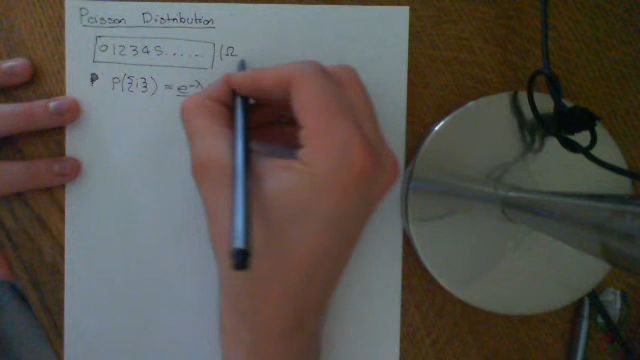 Poisson Distribution
012345...... (Ω
P P({i}) = e^-λ